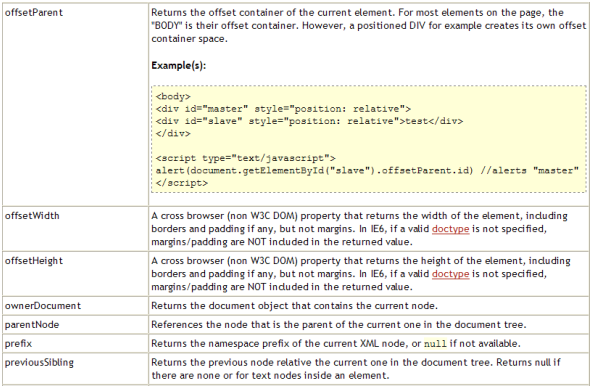 offsetParent
Returns the offset container of the current element. For most elements on the page, the
"BODY" is their offset container. However, a positioned DIV for example creates its own offset
container space.
Example(s):
<body>
<div id="master" style="position: relative">
<div id="slave" style="position: relative">test</div>
</div>
<script type="text/javascript">
alert(document.getElementById("slave").offsetParent.id) //alerts "master"
</script>
offsetWidth
A cross browser (non W3C DOM) property that returns the width of the element, including
borders and padding if any, but not margins. In IE6, if a valid doctype is not specified,
margins/padding are NOT included in the returned value.
offsetHeight
A cross browser (non W3C DOM) property that returns the height of the element, including
borders and padding if any, but not margins. In IE6, if a valid doctype is not specified,
margins/padding are NOT included in the returned value.
ownerDocument
Returns the document object that contains the current node.
parentNode
References the node that is the parent of the current one in the document tree.
prefix
Returns the namespace prefix of the current XML node, or null if not available.
previousSibling
Returns the previous node relative the current one in the document tree. Returns null if
there are none or for text nodes inside an element.